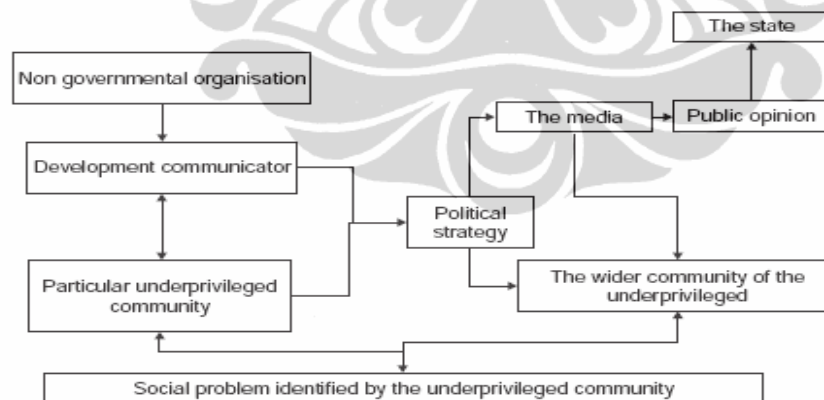 The state
Non governmental organisation
The media
Public opinion
Development communicator
Political
strategy
Particular underprivileged
community
The wider community of the
underprivileged
Social problem identified by the underprivileged community